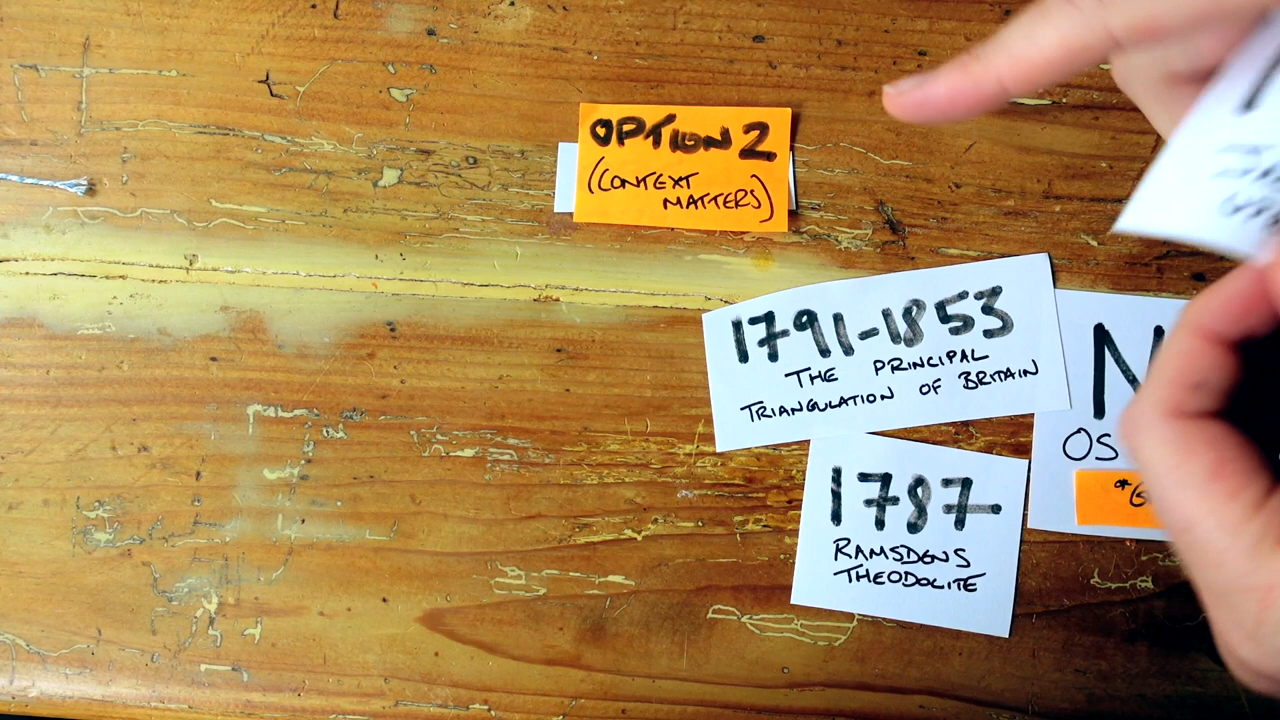 OPTION 2
(CONTEXT
MATTERS)
1791-1853
THE PRINCIPAL
TRIANGULATION OF BRITAIN
1787
RAMSDENS
THEODOLITE
N
OS